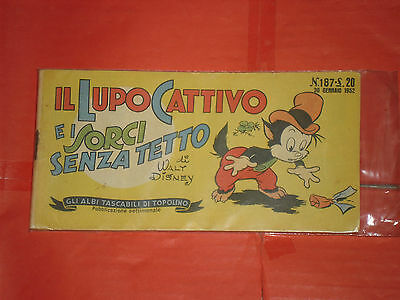 IL LUPO CATTIVO
E I SORCI
SENZA TETTO
di
WALT
DISNEY
GLI ALBI TASCABILI DI TOPOLINO
Pubblicazione settimanale
N.187-L.20
20 GENNAIO 1952